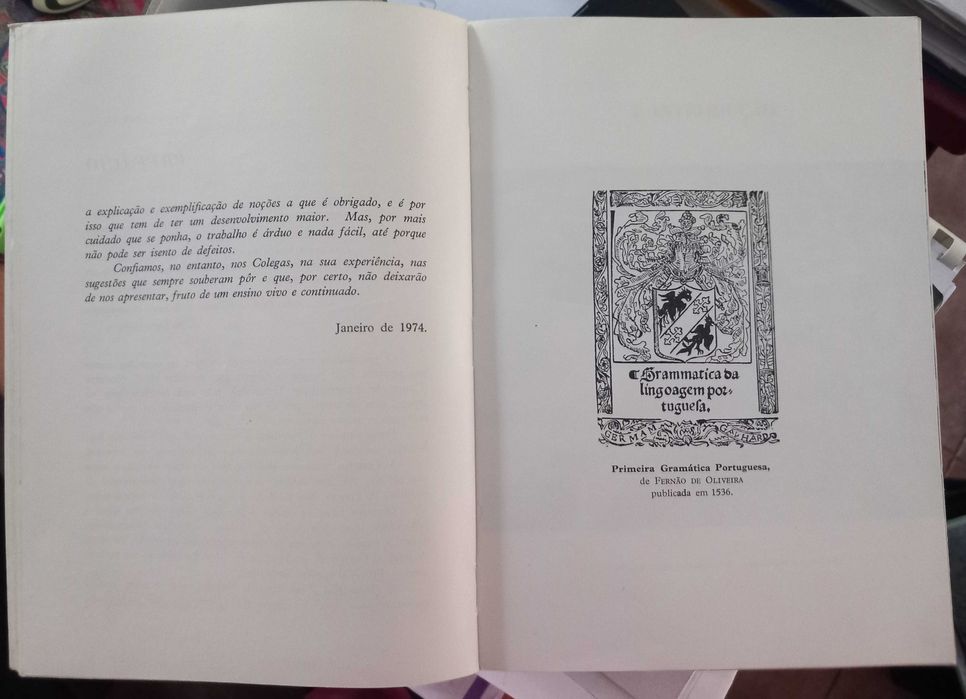 a explicação e exemplificação de noções a que é obrigado, e é por
isso que tem de ter um desenvolvimento maior. Mas, por mais
cuidado que se ponha, o trabalho é árduo e nada fácil, até porque
não pode ser isento de defeitos.
Confiamos, no entanto, nos Colegas, na sua experiência, nas
sugestões que sempre souberam pôr e que, por certo, não deixarão
de nos apresentar, fruto de um ensino vivo e continuado.
Janeiro de 1974.
Grammatica da
lingoagem por-
tuguesa.
GERMAM GALHARDO
Primeira Gramática Portuguesa,
de FERNÃO DE OLIVEIRA
publicada em 1536.